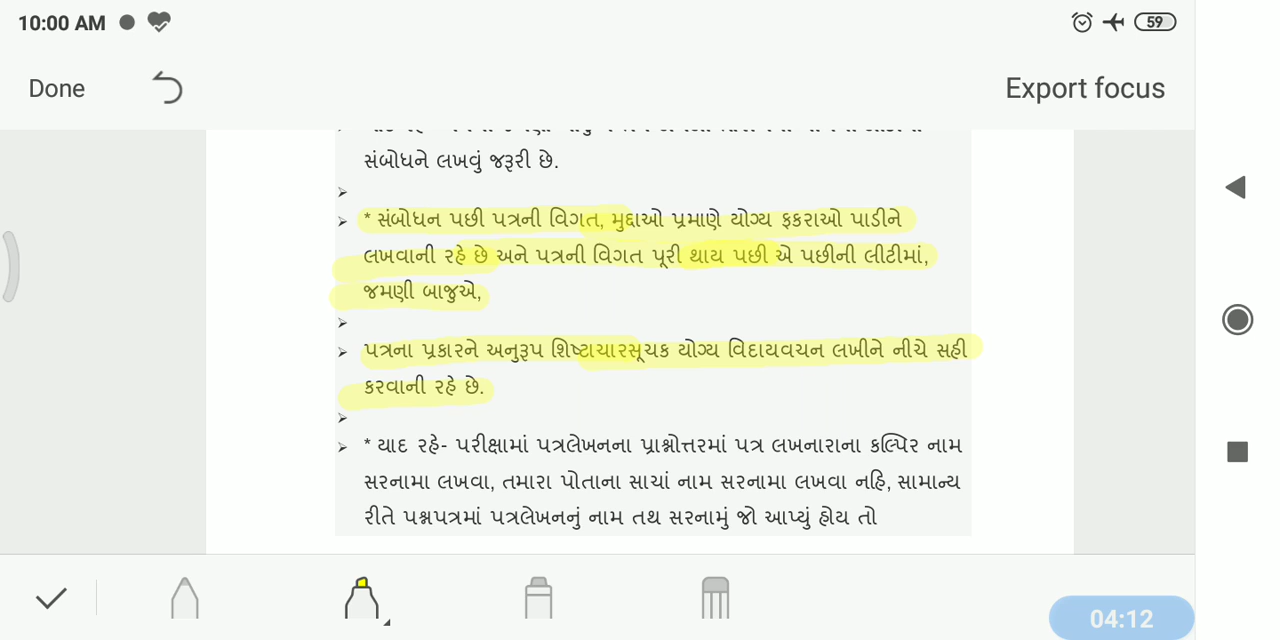 10:00 AM
59
Done
Export focus
સંબોધને લખવું જરૂરી છે.
* સંબોધન પછી પત્રની વિગત, મુદ્દાઓ પ્રમાણે યોગ્ય ફકરાઓ પાડીને
લખવાની રહે છે અને પત્રની વિગત પૂરી થાય પછી એ પછીની લીટીમાં,
જમણી બાજુએ,
પત્રના પ્રકારને અનુરૂપ શિષ્ટાચારસૂચક યોગ્ય વિદાયવચન લખીને નીચે સહી
કરવાની રહે છે.
* યાદ રહે- પરીક્ષામાં પત્રલેખનના પ્રાશ્નોત્તરમાં પત્ર લખનારાના કલ્પિર નામ
સરનામા લખવા, તમારા પોતાના સાચાં નામ સરનામા લખવા નહિ, સામાન્ય
રીતે પશ્નપત્રમાં પત્રલેખનનું નામ તથ સરનામું જો આપ્યું હોય તો
04:12